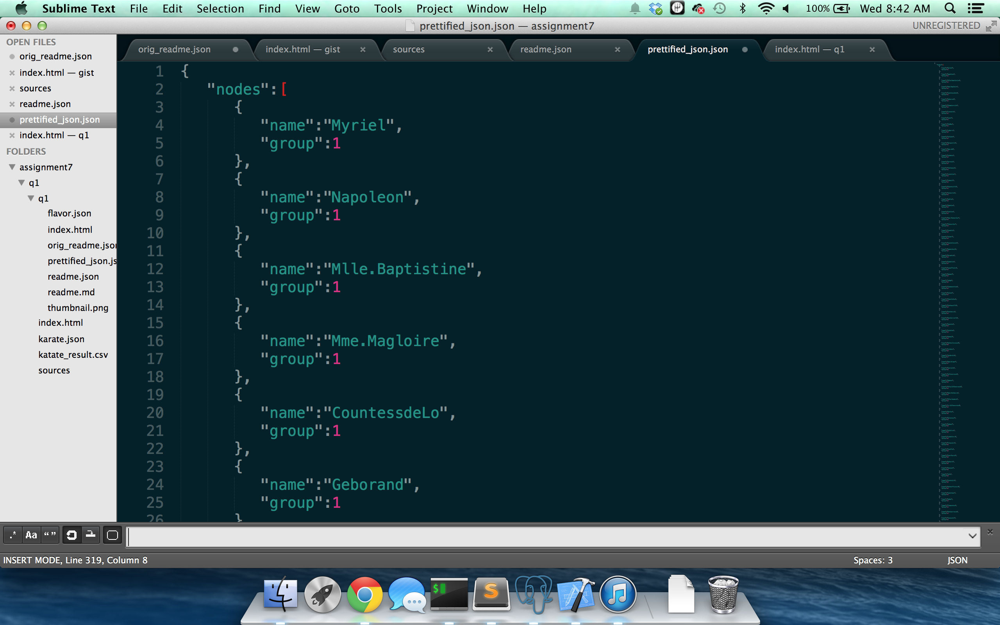 Sublime Text File Edit Selection Find View Goto Tools Project Window Help 100% Wed 8:42 AM
prettified_json.json — assignment7 UNREGISTERED
OPEN FILES
orig_readme.json
index.html — gist
sources
readme.json
prettified_json.json
index.html — q1
FOLDERS
assignment7
q1
q1
flavor.json
index.html
orig_readme.json
prettified_json.js
readme.json
readme.md
thumbnail.png
index.html
karate.json
katate_result.csv
sources
orig_readme.json index.html — gist sources readme.json prettified_json.json index.html — q1
1 {
2 "nodes":[
3 {
4 "name":"Myriel",
5 "group":1
6 },
7 {
8 "name":"Napoleon",
9 "group":1
10 },
11 {
12 "name":"Mlle.Baptistine",
13 "group":1
14 },
15 {
16 "name":"Mme.Magloire",
17 "group":1
18 },
19 {
20 "name":"CountessdeLo",
21 "group":1
22 },
23 {
24 "name":"Geborand",
25 "group":1
26 }
.* Aa “ ”
INSERT MODE, Line 319, Column 8 Spaces: 3 JSON
$ S